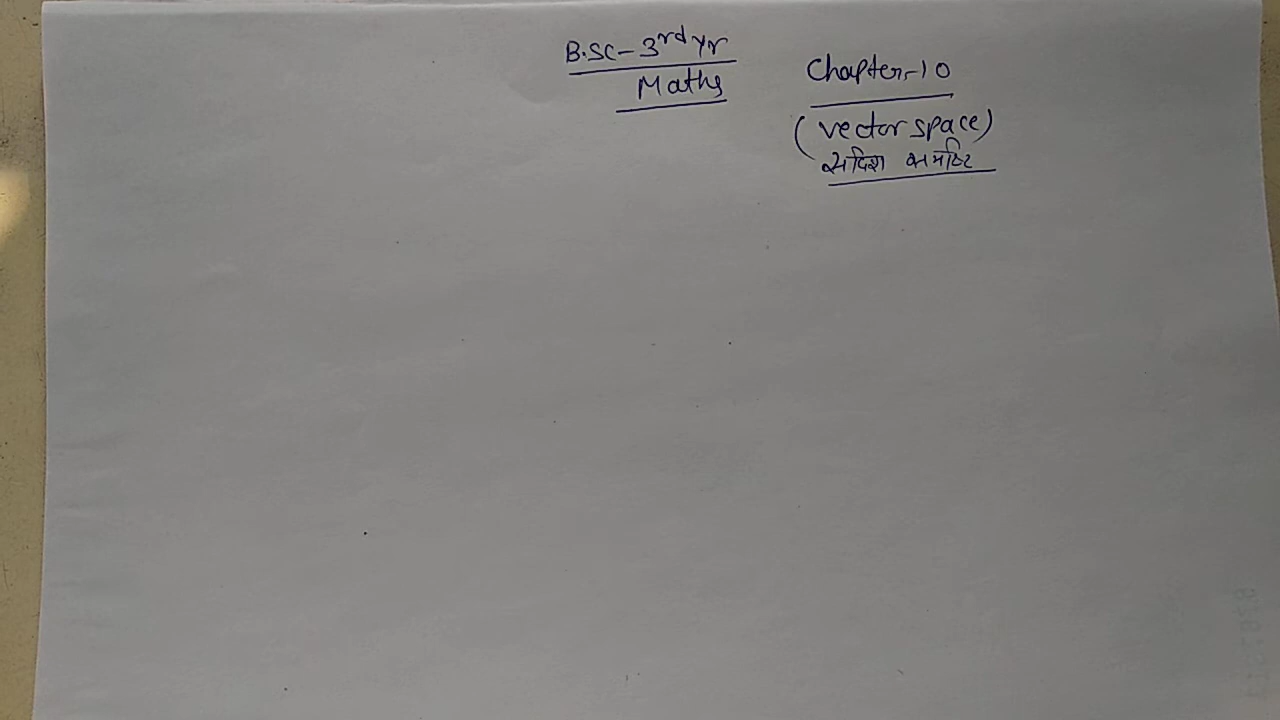 B.SC- 3rd yr
Maths
Chapter-10
(vector space)
सदिश समष्टि